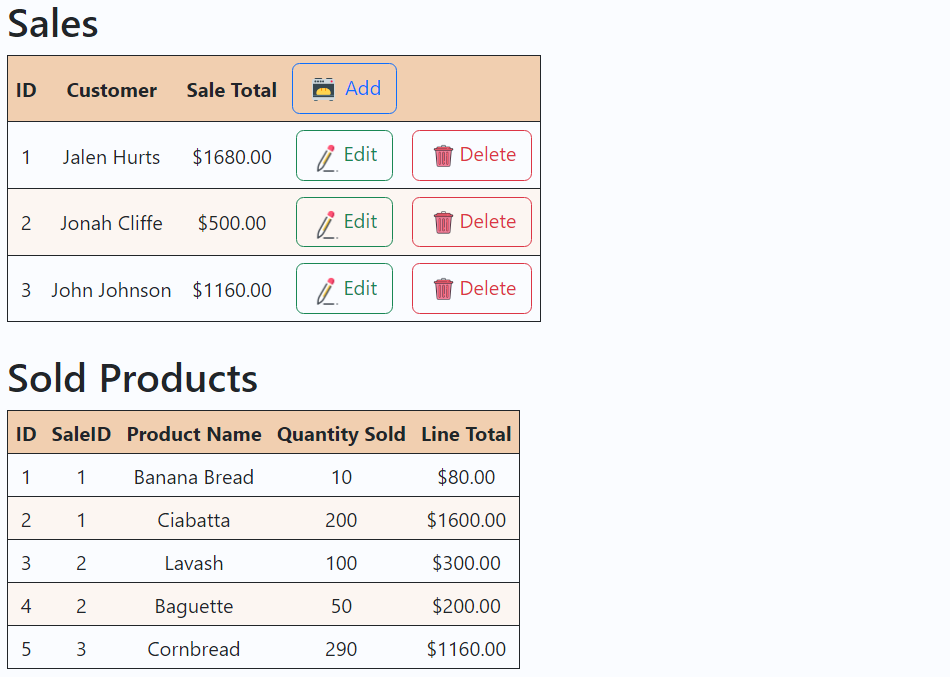 Sales
ID Customer Sale Total Add
1 Jalen Hurts $1680.00 Edit Delete
2 Jonah Cliffe $500.00 Edit Delete
3 John Johnson $1160.00 Edit Delete
Sold Products
ID SaleID Product Name Quantity Sold Line Total
1 1 Banana Bread 10 $80.00
2 1 Ciabatta 200 $1600.00
3 2 Lavash 100 $300.00
4 2 Baguette 50 $200.00
5 3 Cornbread 290 $1160.00